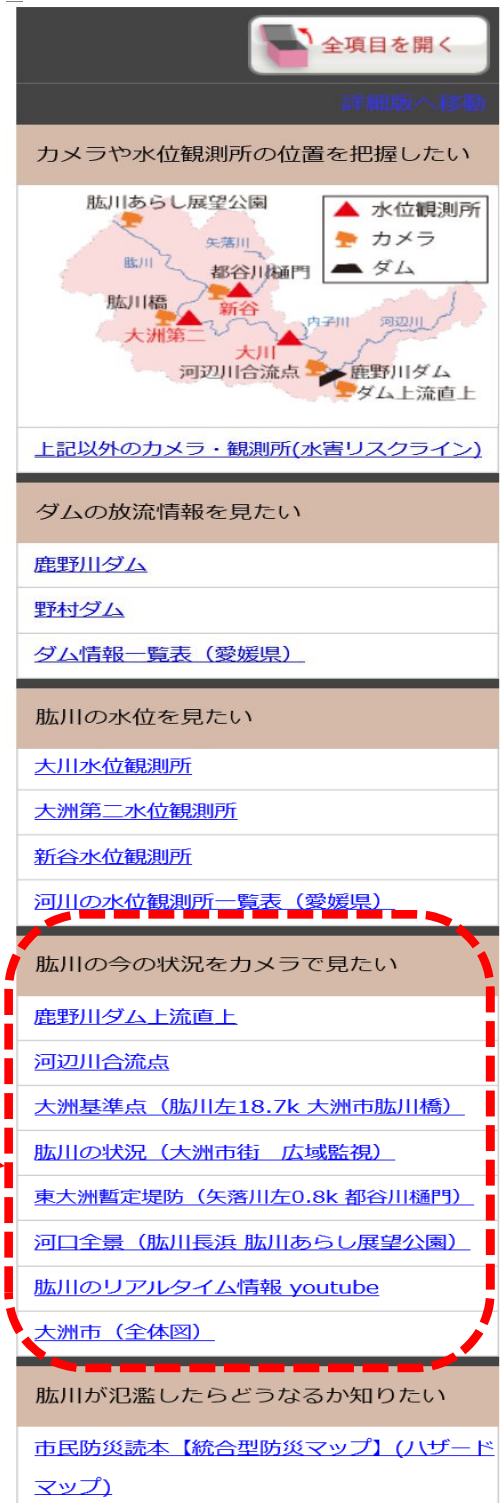 全項目を開く
詳細版へ移動
カメラや水位観測所の位置を把握したい
肱川あらし展望公園
水位観測所
カメラ
ダム
矢落川
肱川
都谷川樋門
肱川橋
新谷
大洲第二
内子川
河辺川
大川
河辺川合流点
鹿野川ダム
ダム上流直上
上記以外のカメラ・観測所(水害リスクライン)
ダムの放流情報を見たい
鹿野川ダム
野村ダム
ダム情報一覧表（愛媛県）
肱川の水位を見たい
大川水位観測所
大洲第二水位観測所
新谷水位観測所
河川の水位観測所一覧表（愛媛県）
肱川の今の状況をカメラで見たい
鹿野川ダム上流直上
河辺川合流点
大洲基準点（肱川左18.7k 大洲市肱川橋）
肱川の状況（大洲市街　広域監視）
東大洲暫定堤防（矢落川左0.8k 都谷川樋門）
河口全景（肱川長浜 肱川あらし展望公園）
肱川のリアルタイム情報 youtube
大洲市（全体図）
肱川が氾濫したらどうなるか知りたい
市民防災読本【統合型防災マップ】(ハザード
マップ)